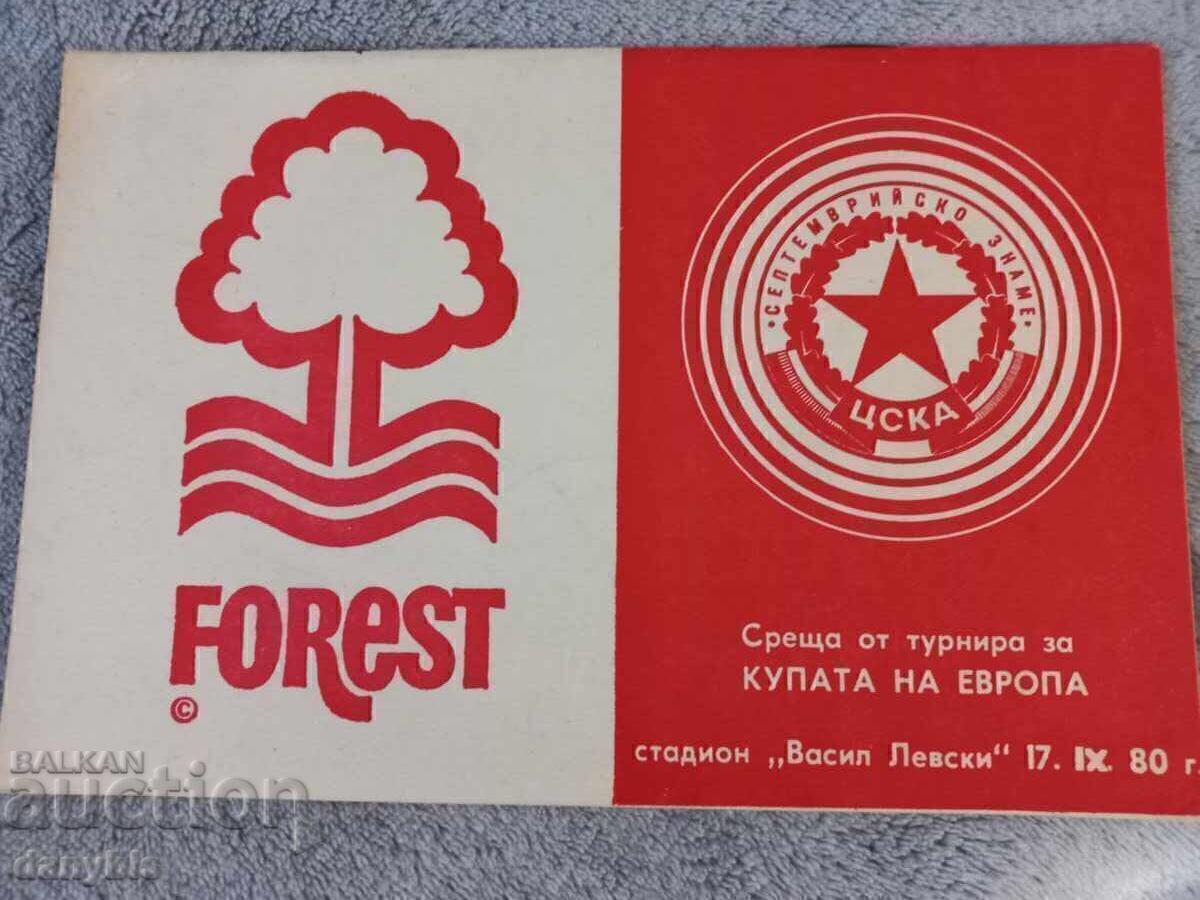 FOREST
©
·СЕПТЕМВРИЙСКО ЗНАМЕ·
ЦСКА
Среща от турнира за
КУПАТА НА ЕВРОПА
стадион „Васил Левски“ 17. IX. 80 г.
BALKAN
auction
danybls